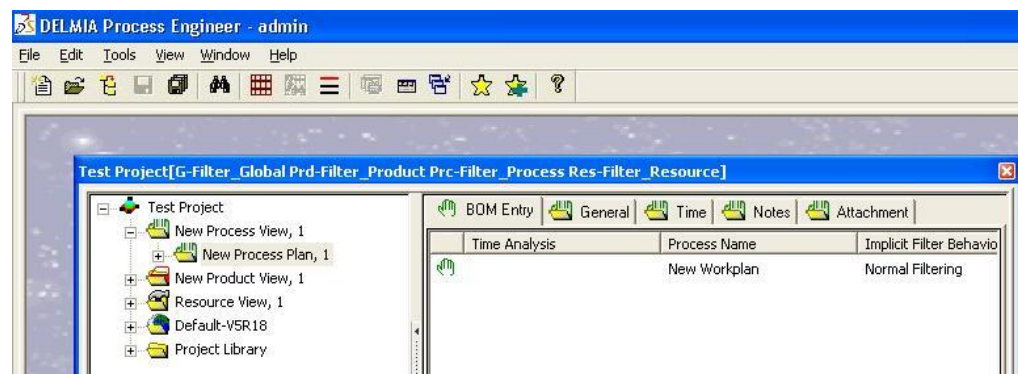 DELMIA Process Engineer - admin
File Edit Tools View Window Help
Test Project[G-Filter_Global Prd-Filter_Product Prc-Filter_Process Res-Filter_Resource]
Test Project
New Process View, 1
New Process Plan, 1
New Product View, 1
Resource View, 1
Default-V5R18
Project Library
BOM Entry General Time Notes Attachment
Time Analysis Process Name Implicit Filter Behavio
New Workplan Normal Filtering